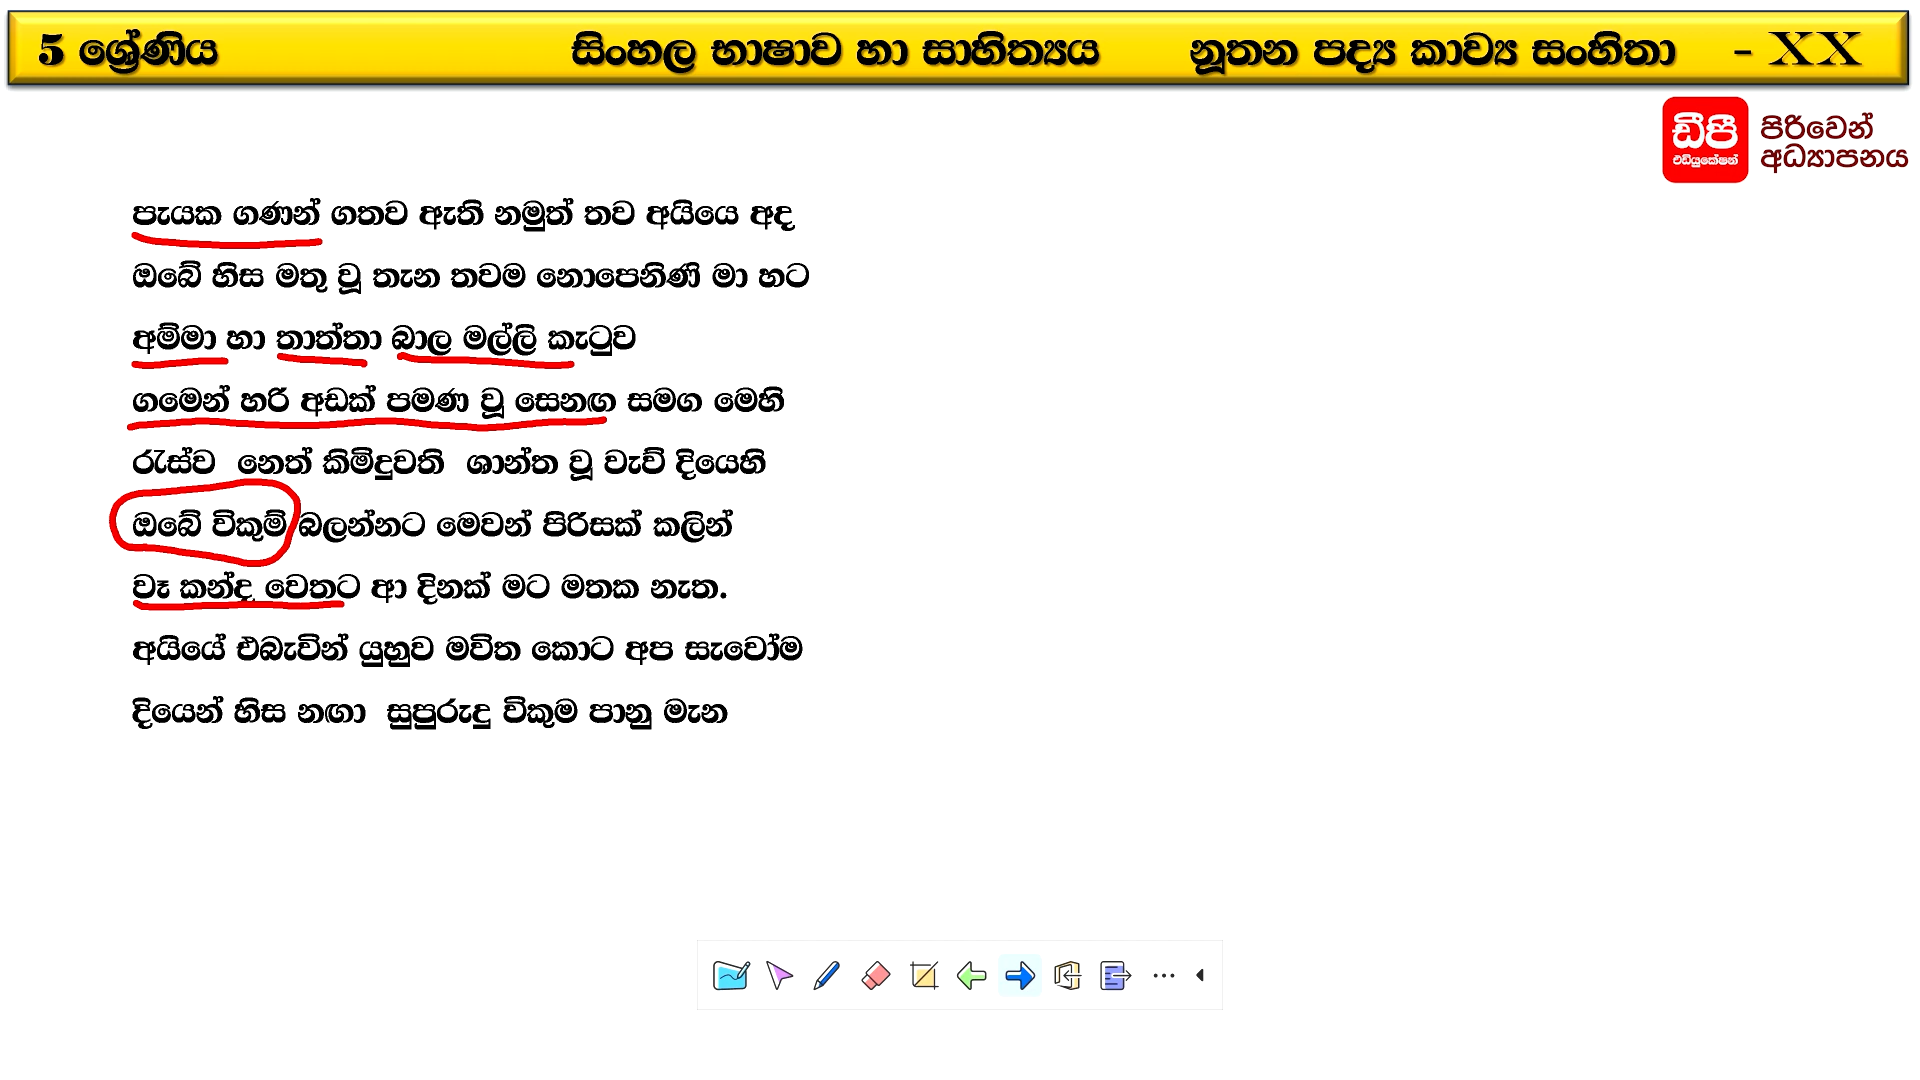 5 ශ්‍රේණිය සිංහල භාෂාව හා සාහිත්‍යය නූතන පද්‍ය කාව්‍ය සංහිතා - XX
ඩීපී
එඩියුකේෂන්
පිරිවෙන්
අධ්‍යාපනය
පැයක ගණන් ගතව ඇති නමුත් තව අයියෙ අද
ඔබේ හිස මතු වූ තැන තවම නොපෙනිණි මා හට
අම්මා හා තාත්තා බාල මල්ලි කැටුව
ගමෙන් හරි අඩක් පමණ වූ සෙනඟ සමග මෙහි
රැස්ව නෙත් කිමිදුවති ශාන්ත වූ වැව් දියෙහි
ඔබේ විකුම් බලන්නට මෙවන් පිරිසක් කලින්
වෑ කන්ද වෙතට ආ දිනක් මට මතක නැත.
අයියේ එබැවින් යුහුව මවිත කොට අප සැවෝම
දියෙන් හිස නඟා සුපුරුදු විකුම පානු මැන